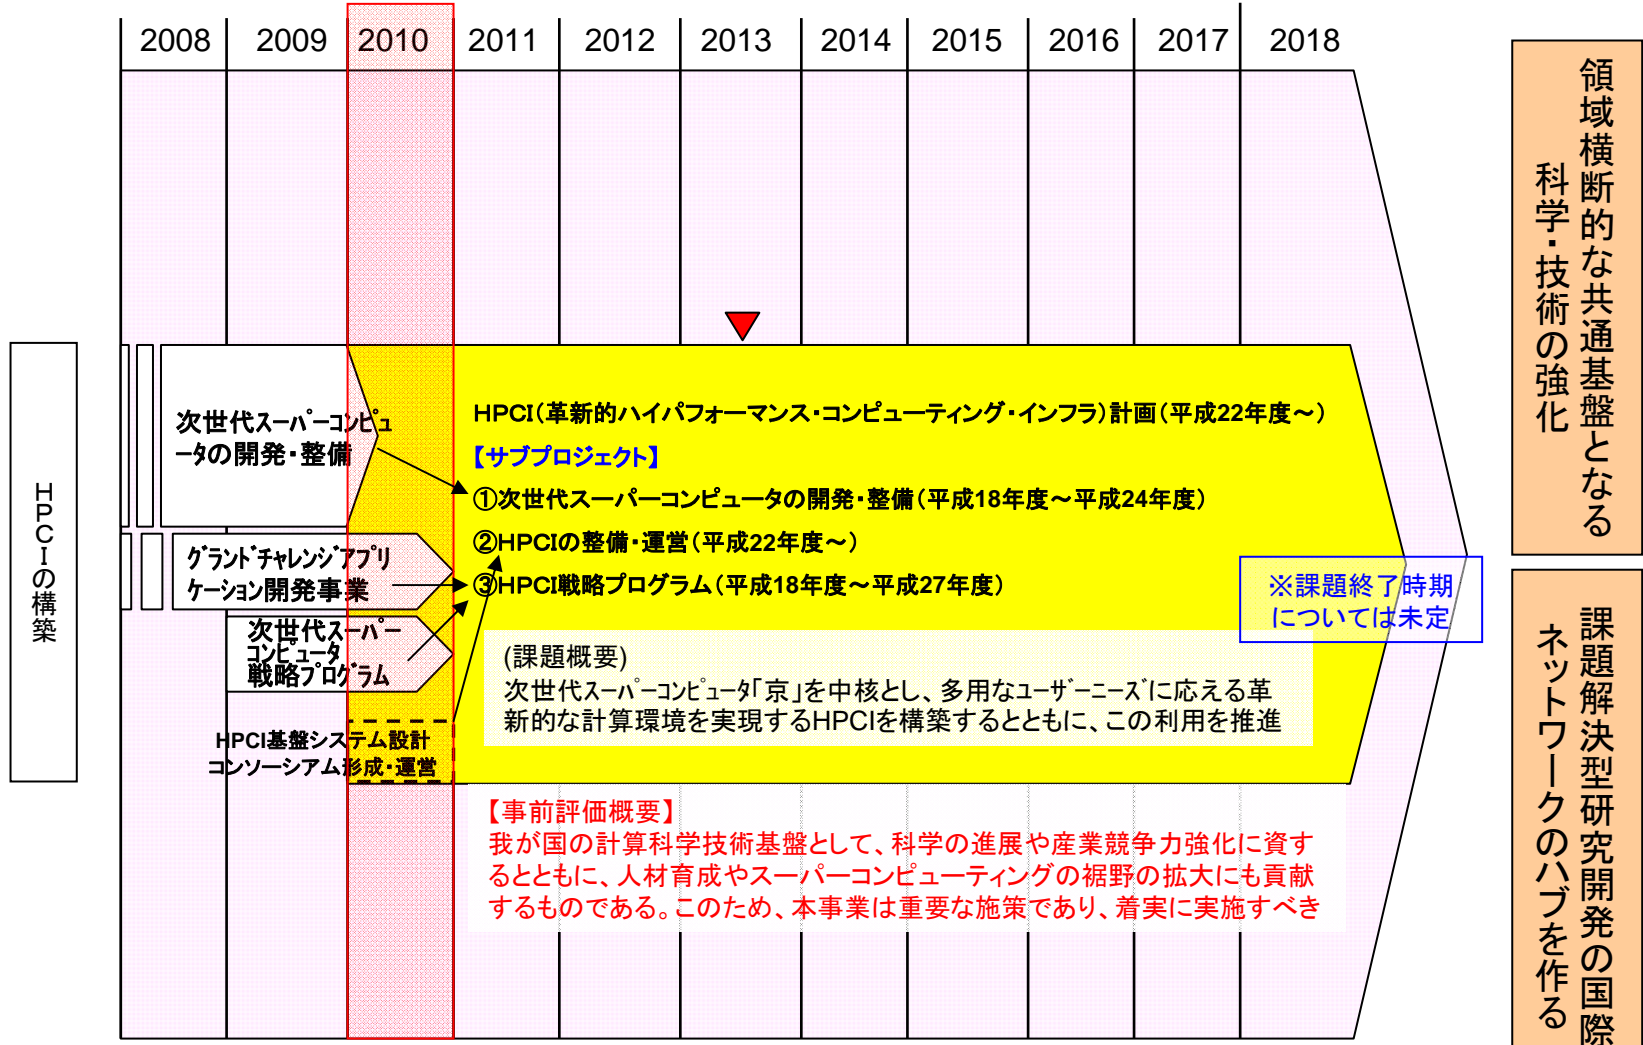 2008 2009 2010 2011 2012 2013 2014 2015 2016 2017 2018
HPCIの構築
次世代ｽｰﾊﾟｰｺﾝﾋﾟｭ
ｰﾀの開発・整備
ｸﾞﾗﾝﾄﾞﾁｬﾚﾝｼﾞｱﾌﾟﾘ
ｹｰｼｮﾝ開発事業
次世代ｽｰﾊﾟｰ
ｺﾝﾋﾟｭｰﾀ
戦略ﾌﾟﾛｸﾞﾗﾑ
HPCI基盤システム設計
コンソーシアム形成・運営
HPCI（革新的ハイパフォーマンス・コンピューティング・インフラ）計画（平成22年度～）
【サブプロジェクト】
①次世代スーパーコンピュータの開発・整備（平成18年度～平成24年度）
②HPCIの整備・運営（平成22年度～）
③HPCI戦略プログラム（平成18年度～平成27年度）
※課題終了時期
については未定
(課題概要)
次世代ｽｰﾊﾟｰｺﾝﾋﾟｭｰﾀ「京」を中核とし、多用なﾕｰｻﾞｰﾆｰｽﾞに応える革
新的な計算環境を実現するHPCIを構築するとともに、この利用を推進
【事前評価概要】
我が国の計算科学技術基盤として、科学の進展や産業競争力強化に資す
るとともに、人材育成やスーパーコンピューティングの裾野の拡大にも貢献
するものである。このため、本事業は重要な施策であり、着実に実施すべき
領域横断的な共通基盤となる
科学・技術の強化
課題解決型研究開発の国際
ネットワークのハブを作る